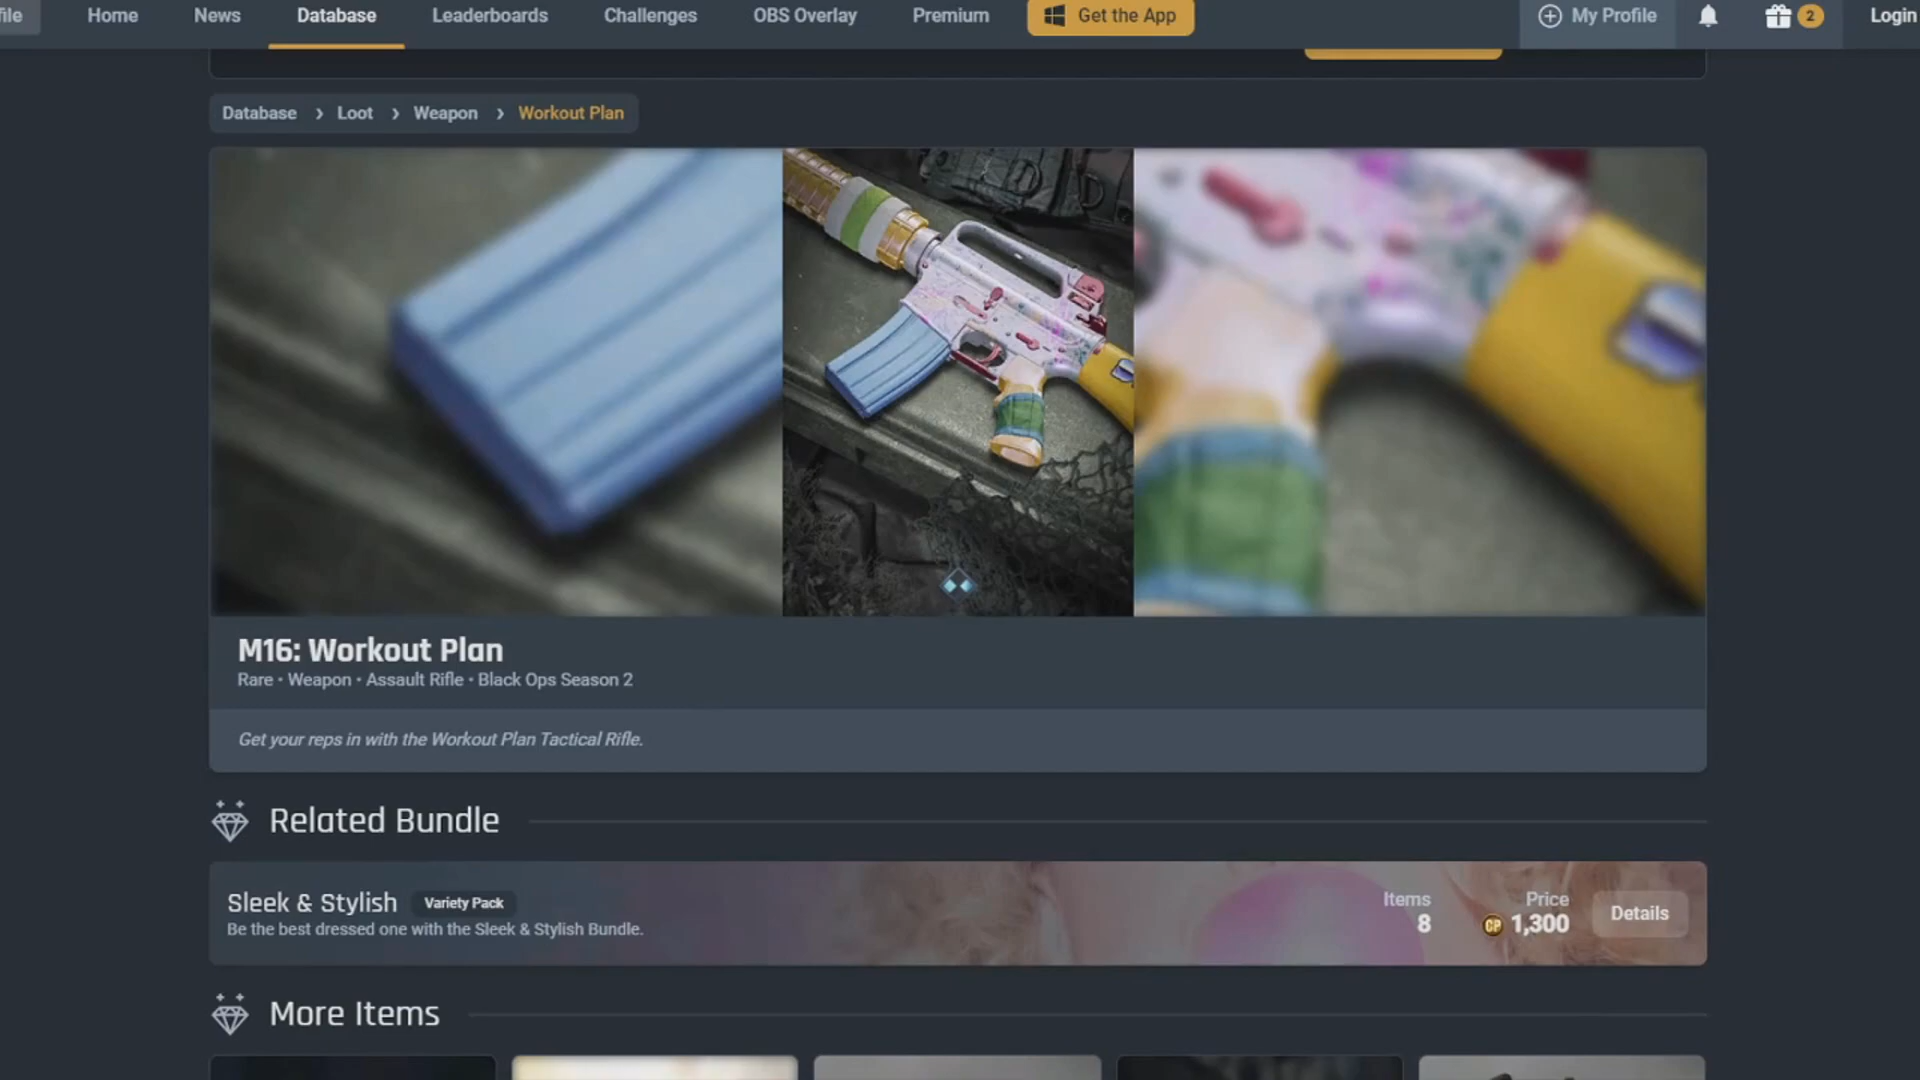 file
Home
News
Database
Leaderboards
Challenges
OBS Overlay
Premium
Get the App
My Profile
2
Login
Database › Loot › Weapon › Workout Plan
M16: Workout Plan
Rare • Weapon • Assault Rifle • Black Ops Season 2
Get your reps in with the Workout Plan Tactical Rifle.
Related Bundle
Sleek & Stylish
Variety Pack
Be the best dressed one with the Sleek & Stylish Bundle.
Items
8
Price
CP 1,300
Details
More Items